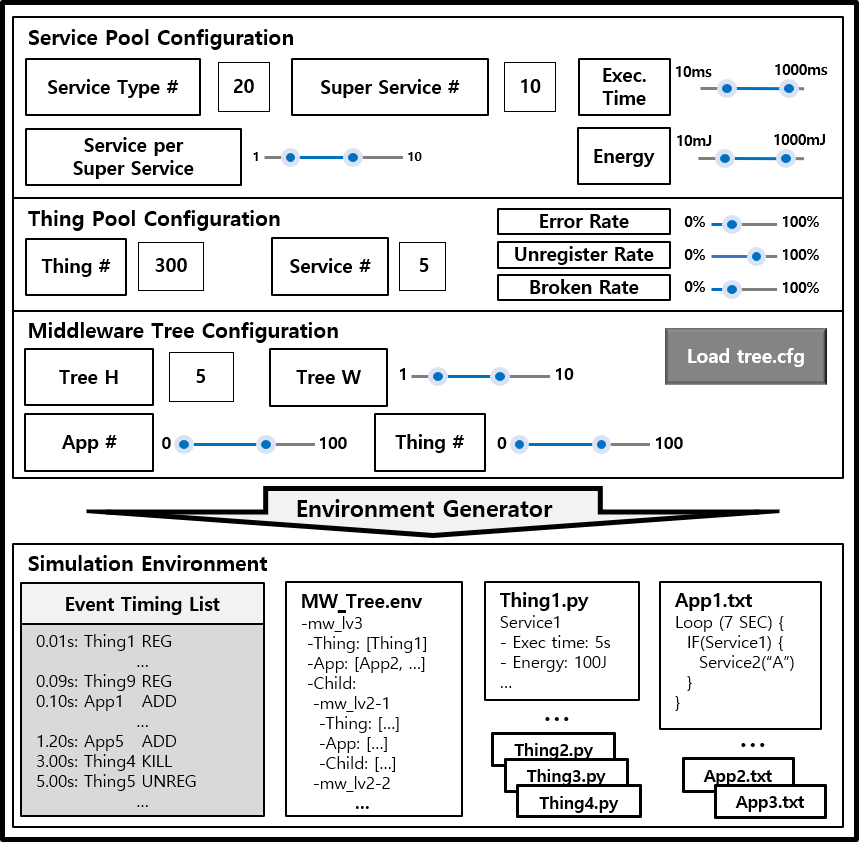 Service Pool Configuration
Service Type #
20
Super Service #
10
Exec.
Time
10ms
1000ms
Service per
Super Service
1
10
Energy
10mJ
1000mJ
Thing Pool Configuration
Thing #
300
Service #
5
Error Rate
0%
100%
Unregister Rate
0%
100%
Broken Rate
0%
100%
Middleware Tree Configuration
Tree H
5
Tree W
1
10
Load tree.cfg
App #
0
100
Thing #
0
100
Environment Generator
Simulation Environment
Event Timing List
0.01s: Thing1 REG
...
0.09s: Thing9 REG
0.10s: App1 ADD
...
1.20s: App5 ADD
3.00s: Thing4 KILL
5.00s: Thing5 UNREG
...
MW_Tree.env
-mw_lv3
-Thing: [Thing1]
-App: [App2, ...]
-Child:
-mw_lv2-1
-Thing: [...]
-App: [...]
-Child: [...]
-mw_lv2-2
...
Thing1.py
Service1
- Exec time: 5s
- Energy: 100J
...
...
Thing2.py
Thing3.py
Thing4.py
App1.txt
Loop (7 SEC) {
IF(Service1) {
Service2(“A”)
}
}
...
App2.txt
App3.txt